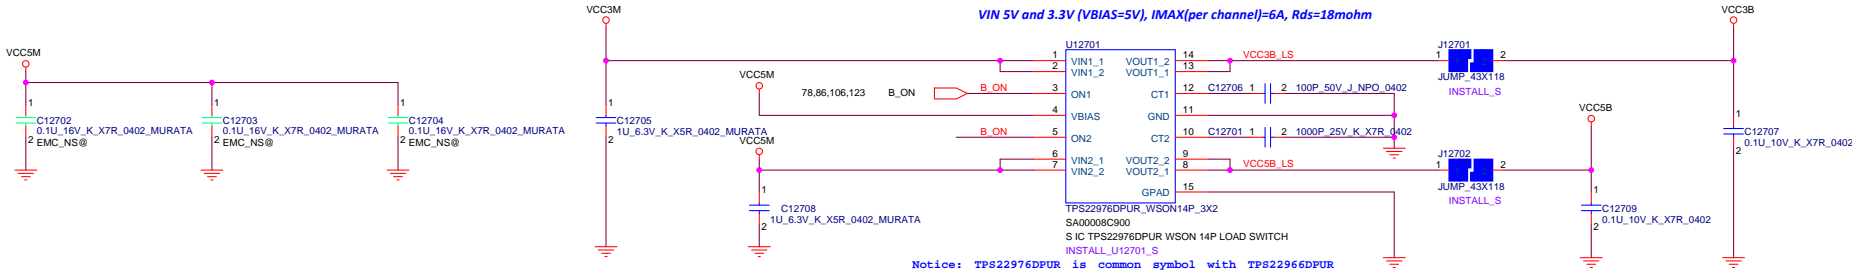 VIN 5V and 3.3V (VBIAS=5V), IMAX(per channel)=6A, Rds=18mohm
VCC5M
1
C12702
0.1U_16V_K_X7R_0402_MURATA
2
EMC_NS@
1
C12703
0.1U_16V_K_X7R_0402_MURATA
2
EMC_NS@
1
C12704
0.1U_16V_K_X7R_0402_MURATA
2
EMC_NS@
VCC3M
1
C12705
1U_6.3V_K_X5R_0402_MURATA
2
VCC5M
78,86,106,123 B_ON
B_ON
B_ON
VCC5M
1
C12708
1U_6.3V_K_X5R_0402_MURATA
2
U12701
1 VIN1_1 VOUT1_2 14
2 VIN1_2 VOUT1_1 13
3 ON1 CT1 12
4 VBIAS GND 11
5 ON2 CT2 10
6 VIN2_1 VOUT2_2 9
7 VIN2_2 VOUT2_1 8
GPAD 15
TPS22976DPUR_WSON14P_3X2
SA00008C900
S IC TPS22976DPUR WSON 14P LOAD SWITCH
INSTALL_U12701_S
Notice: TPS22976DPUR is common symbol with TPS22966DPUR
VCC3B_LS
C12706 1 2 100P_50V_J_NPO_0402
C12701 1 2 1000P_25V_K_X7R_0402
VCC5B_LS
J12701
1 2
JUMP_43X118
INSTALL_S
J12702
1 2
JUMP_43X118
INSTALL_S
VCC5B
1
C12709
0.1U_10V_K_X7R_0402
2
VCC3B
1
C12707
0.1U_10V_K_X7R_0402
2